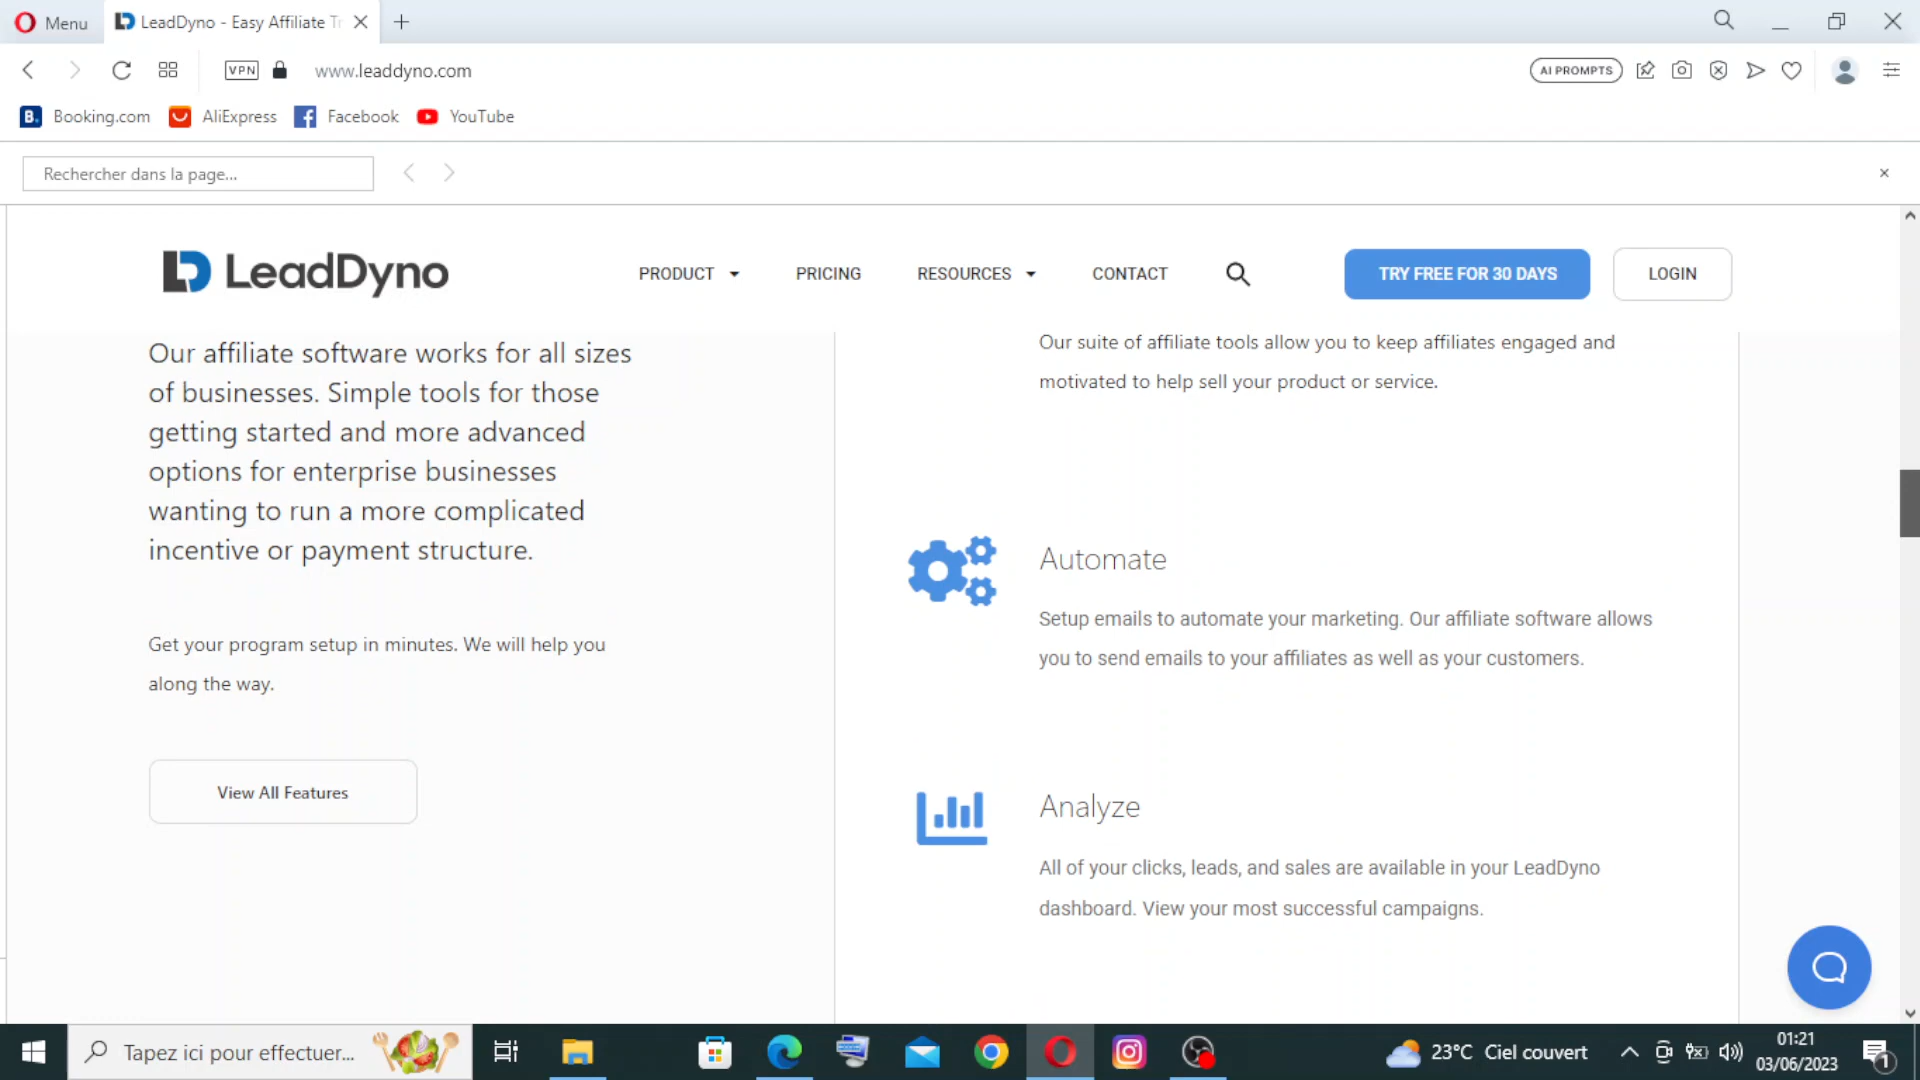 Menu
LeadDyno - Easy Affiliate Tr
VPN
www.leaddyno.com
AI PROMPTS
B.
Booking.com
AliExpress
Facebook
YouTube
Rechercher dans la page...
LeadDyno
PRODUCT
PRICING
RESOURCES
CONTACT
TRY FREE FOR 30 DAYS
LOGIN
Our affiliate software works for all sizes
of businesses. Simple tools for those
getting started and more advanced
options for enterprise businesses
wanting to run a more complicated
incentive or payment structure.
Get your program setup in minutes. We will help you
along the way.
View All Features
Our suite of affiliate tools allow you to keep affiliates engaged and
motivated to help sell your product or service.
Automate
Setup emails to automate your marketing. Our affiliate software allows
you to send emails to your affiliates as well as your customers.
Analyze
All of your clicks, leads, and sales are available in your LeadDyno
dashboard. View your most successful campaigns.
Tapez ici pour effectuer...
23°C Ciel couvert
01:21
03/06/2023
1